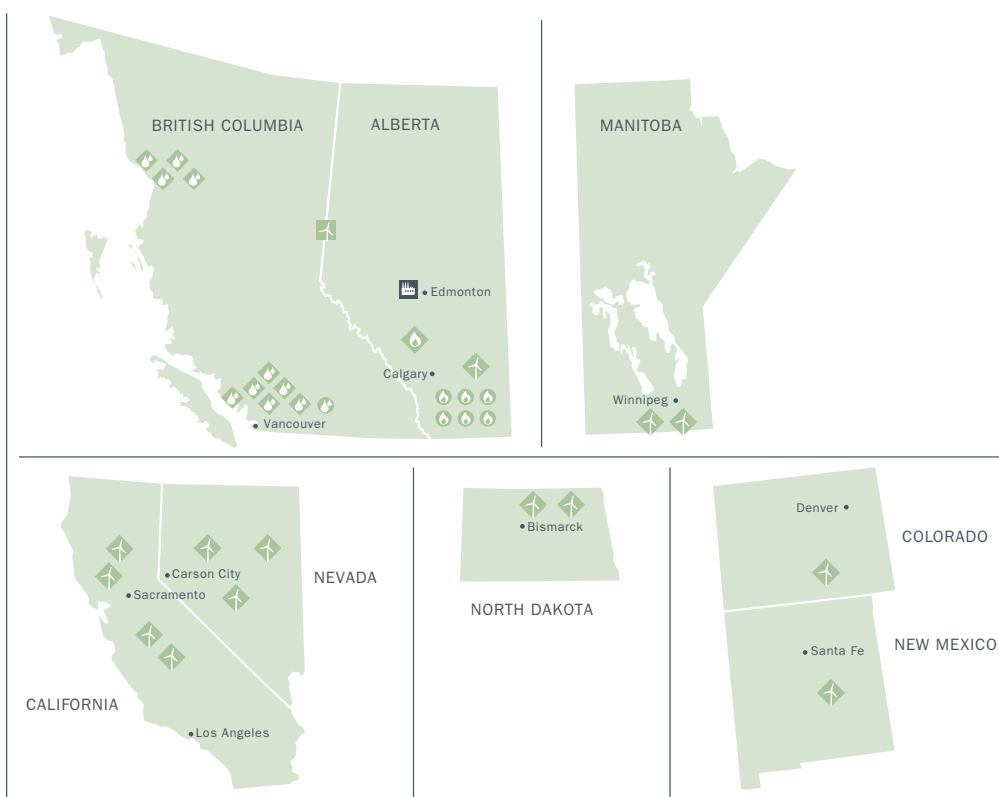 BRITISH COLUMBIA
ALBERTA
MANITOBA
Edmonton
Calgary
Winnipeg
Vancouver
Denver
Bismarck
COLORADO
Carson City
NEVADA
Sacramento
NORTH DAKOTA
NEW MEXICO
Santa Fe
CALIFORNIA
Los Angeles